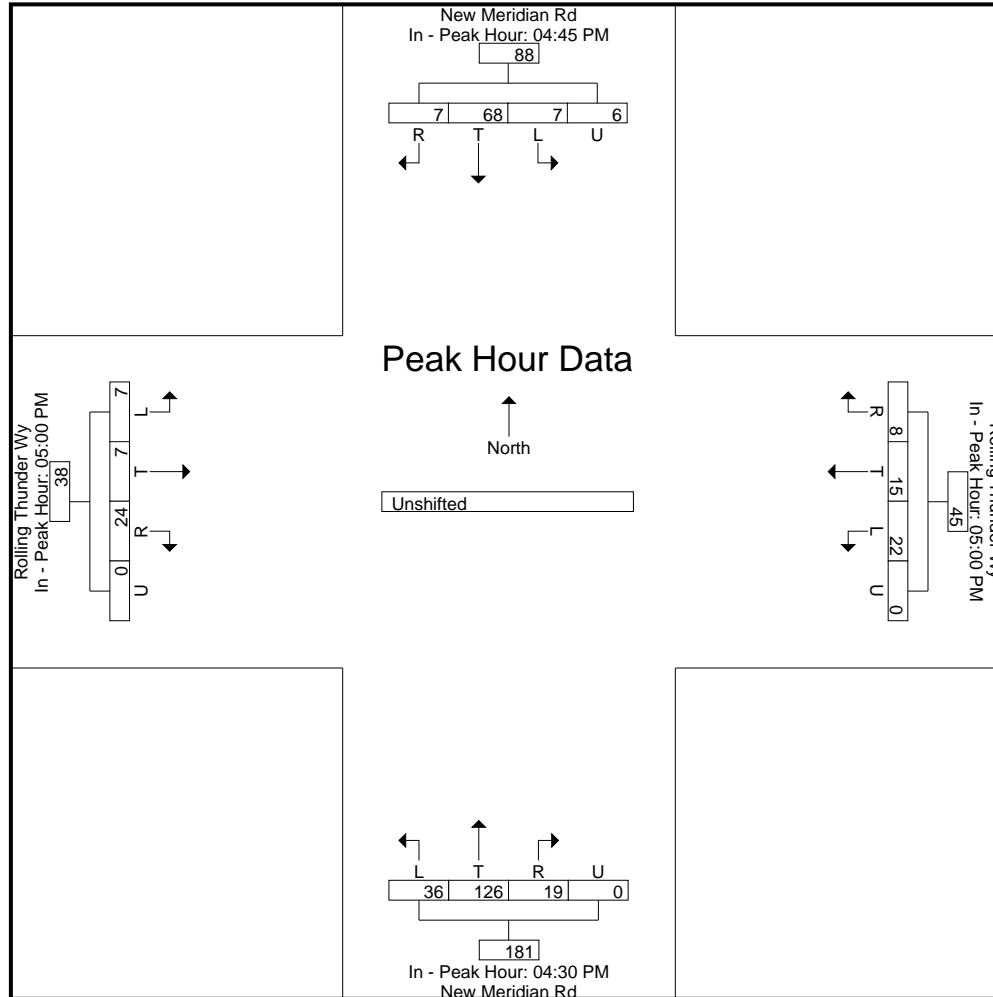 New Meridian Rd
In - Peak Hour: 04:45 PM
88
7 68 7 6
R T L U
Peak Hour Data
North
Unshifted
Rolling Thunder Wy
In - Peak Hour: 05:00 PM
38
7 7 24 0
L T R U
Rolling Thunder Wy
In - Peak Hour: 05:00 PM
45
8 15 22 0
R T L U
L T R U
36 126 19 0
181
In - Peak Hour: 04:30 PM
New Meridian Rd